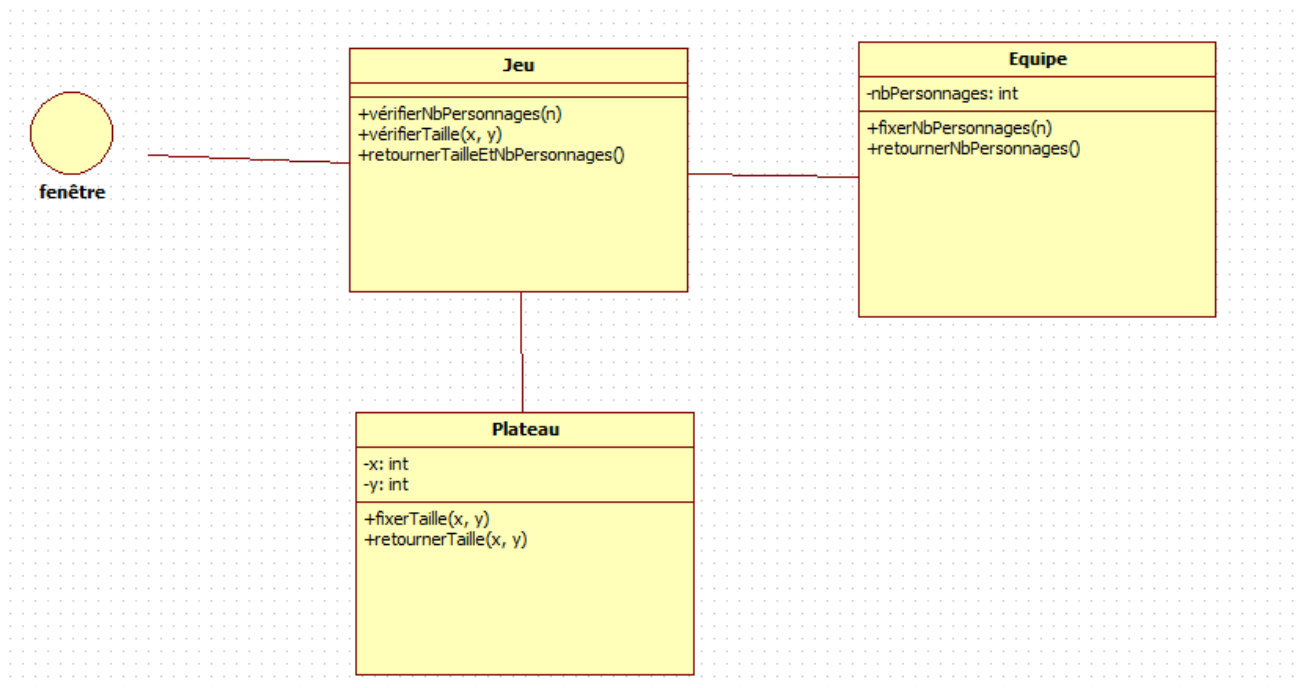 fenêtre
Jeu
+vérifierNbPersonnages(n)
+vérifierTaille(x, y)
+retournerTailleEtNbPersonnages()
Equipe
-nbPersonnages: int
+fixerNbPersonnages(n)
+retournerNbPersonnages()
Plateau
-x: int
-y: int
+fixerTaille(x, y)
+retournerTaille(x, y)